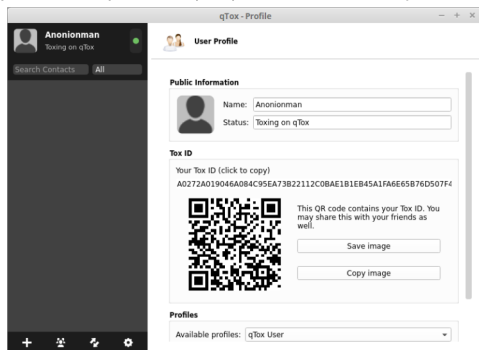 qTox - Profile
Anonionman
Toxing on qTox
Search Contacts
All
User Profile
Public Information
Name: Anonionman
Status: Toxing on qTox
Tox ID
Your Tox ID (click to copy)
A0272A019046A084C95EA73B22112C0BAE1B1EB45A1FA6E65B76D507F4
This QR code contains your Tox ID. You
may share this with your friends as
well.
Save image
Copy image
Profiles
Available profiles: qTox User